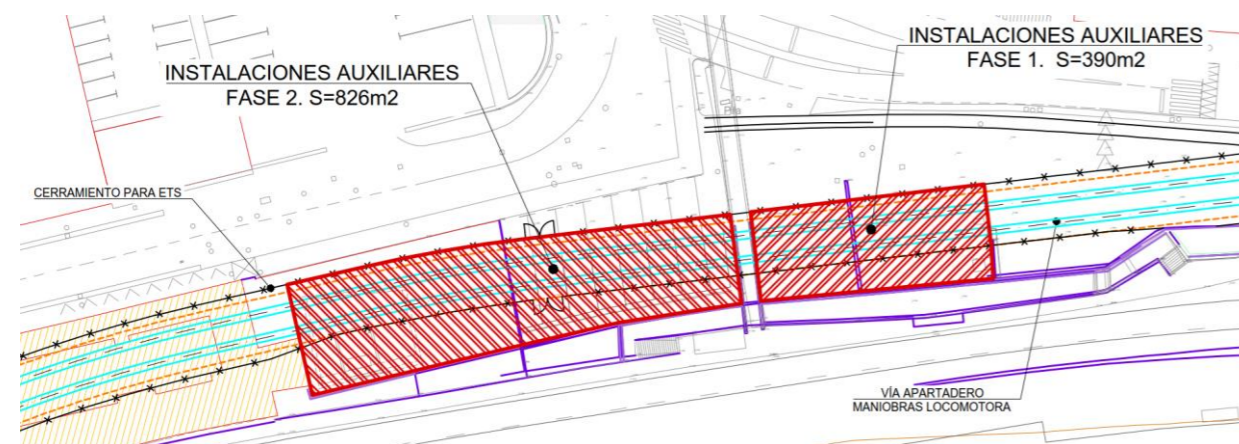 INSTALACIONES AUXILIARES
FASE 1. S=390m2
INSTALACIONES AUXILIARES
FASE 2. S=826m2
CERRAMIENTO PARA ETS
VÍA APARTADERO
MANIOBRAS LOCOMOTORA